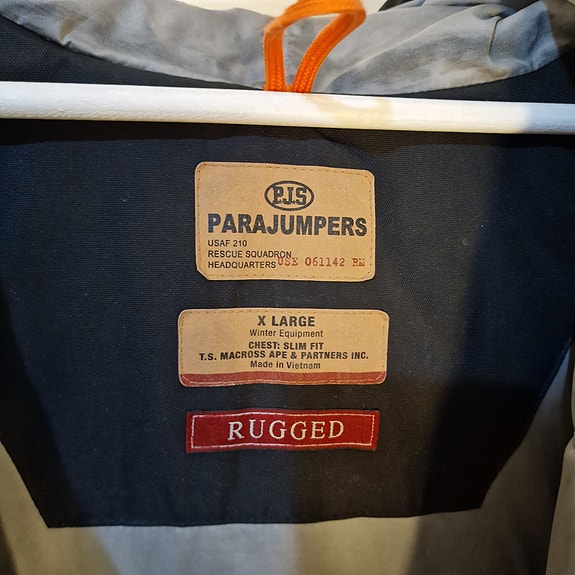 P.J.S
PARAJUMPERS
USAF 210
RESCUE SQUADRON
HEADQUARTERS USE 061142 RM
X LARGE
Winter Equipment
CHEST: SLIM FIT
T.S. MACROSS APE & PARTNERS INC.
Made in Vietnam
RUGGED